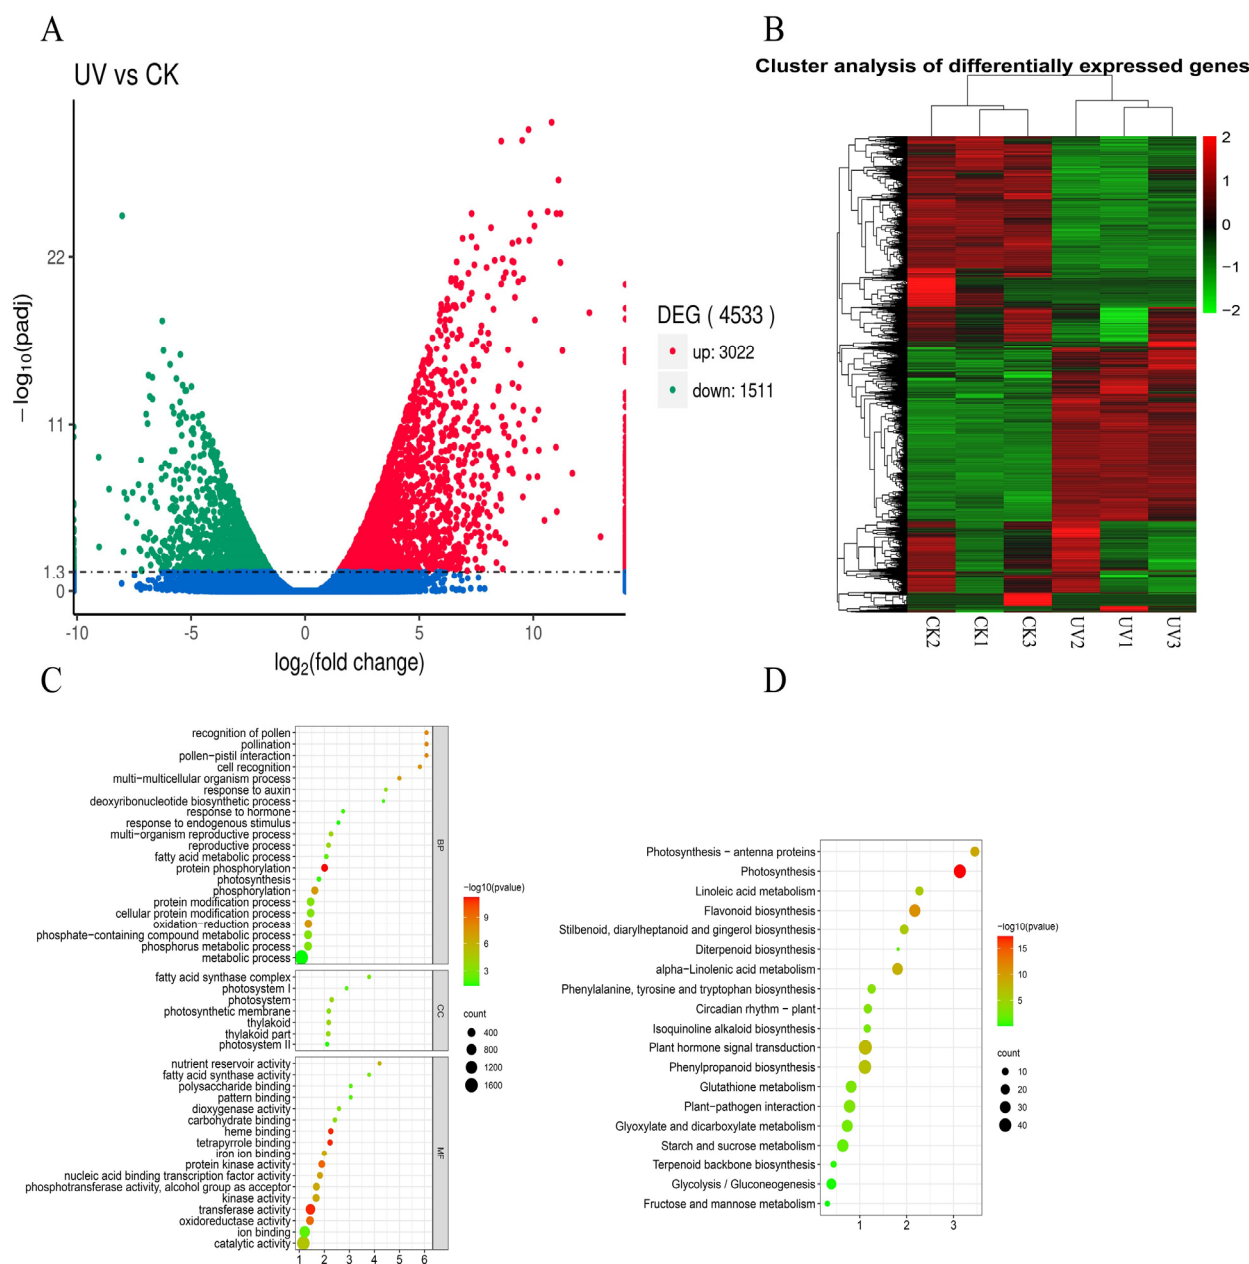 A
UV vs CK
−log10(padj)
22
11
1.3
0
-10
-5
0
5
10
log2(fold change)
DEG ( 4533 )
up: 3022
down: 1511
B
Cluster analysis of differentially expressed genes
2
1
0
−1
−2
CK2
CK1
CK3
UV2
UV1
UV3
C
recognition of pollen
pollination
pollen−pistil interaction
cell recognition
multi−multicellular organism process
response to auxin
deoxyribonucleotide biosynthetic process
response to hormone
response to endogenous stimulus
multi−organism reproductive process
reproductive process
fatty acid metabolic process
protein phosphorylation
photosynthesis
phosphorylation
protein modification process
cellular protein modification process
oxidation−reduction process
phosphate−containing compound metabolic process
phosphorus metabolic process
metabolic process
BP
fatty acid synthase complex
photosystem I
photosystem
photosynthetic membrane
thylakoid
thylakoid part
photosystem II
CC
nutrient reservoir activity
fatty acid synthase activity
polysaccharide binding
pattern binding
dioxygenase activity
carbohydrate binding
heme binding
tetrapyrrole binding
iron ion binding
protein kinase activity
nucleic acid binding transcription factor activity
phosphotransferase activity, alcohol group as acceptor
kinase activity
transferase activity
oxidoreductase activity
ion binding
catalytic activity
MF
1 2 3 4 5 6
−log10(pvalue)
9
6
3
count
400
800
1200
1600
D
Photosynthesis − antenna proteins
Photosynthesis
Linoleic acid metabolism
Flavonoid biosynthesis
Stilbenoid, diarylheptanoid and gingerol biosynthesis
Diterpenoid biosynthesis
alpha−Linolenic acid metabolism
Phenylalanine, tyrosine and tryptophan biosynthesis
Circadian rhythm − plant
Isoquinoline alkaloid biosynthesis
Plant hormone signal transduction
Phenylpropanoid biosynthesis
Glutathione metabolism
Plant−pathogen interaction
Glyoxylate and dicarboxylate metabolism
Starch and sucrose metabolism
Terpenoid backbone biosynthesis
Glycolysis / Gluconeogenesis
Fructose and mannose metabolism
1 2 3
−log10(pvalue)
15
10
5
count
10
20
30
40